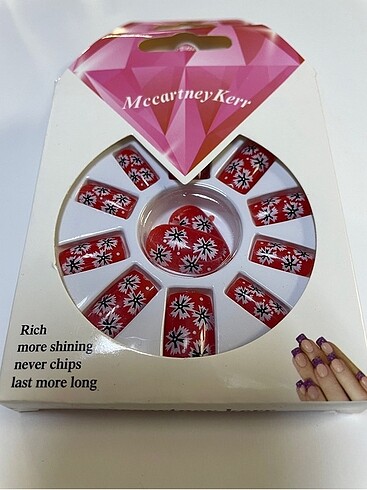 MccartneyKerr
Rich
more shining
never chips
last more long